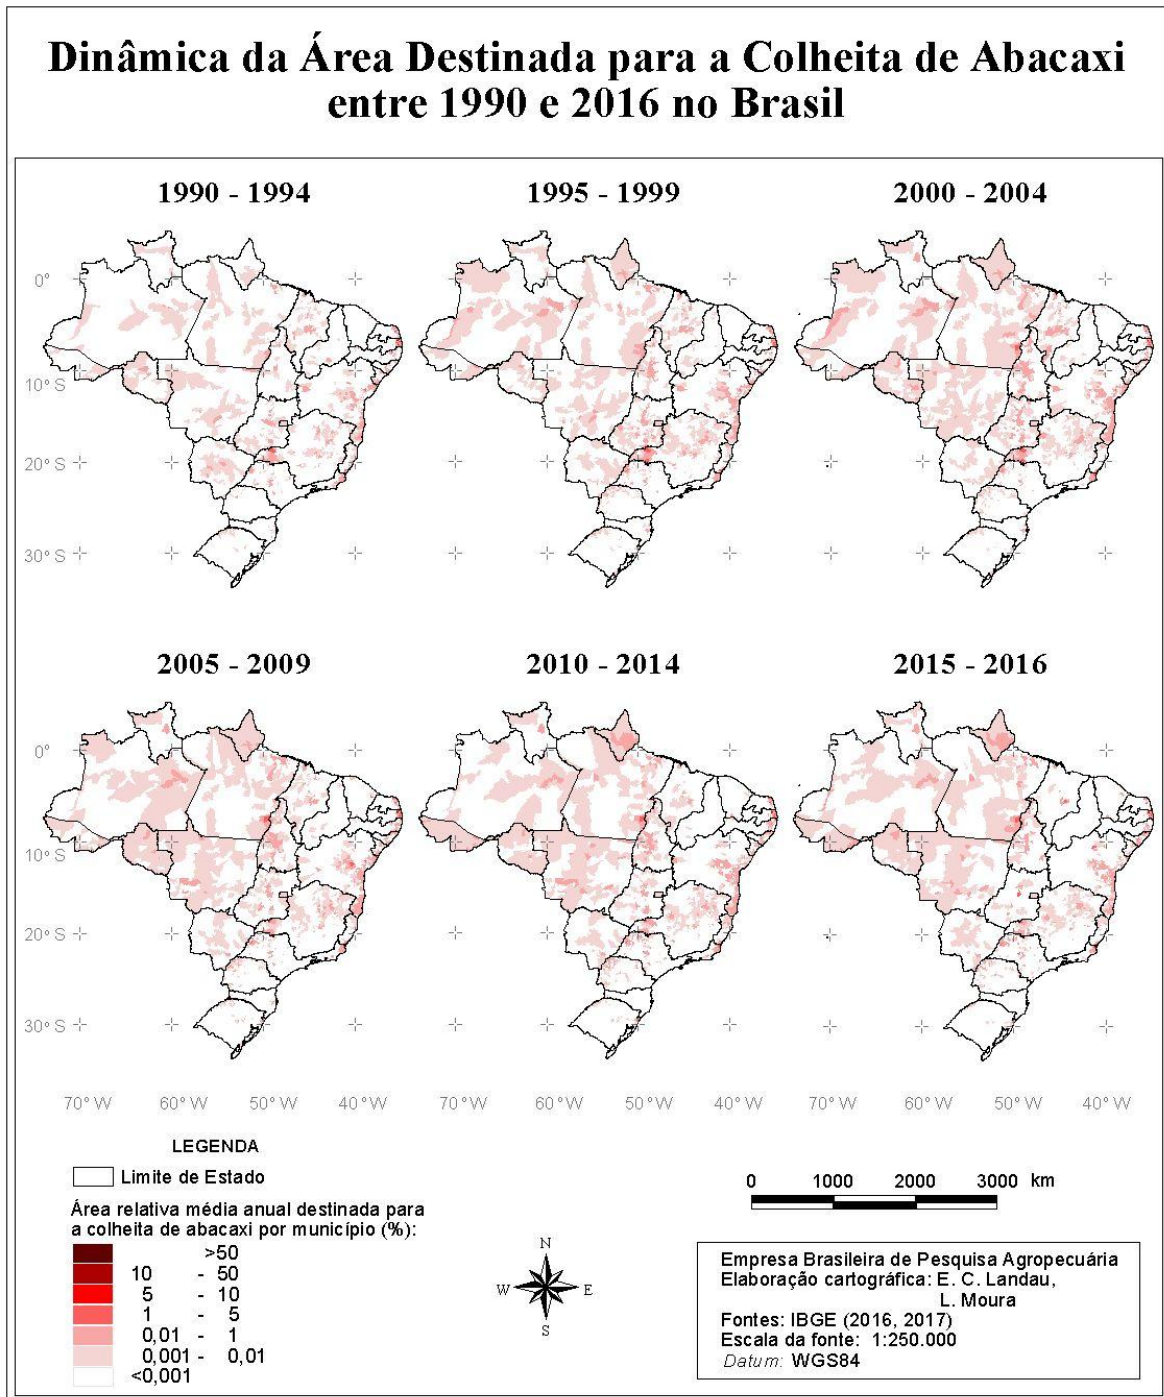 Dinâmica da Área Destinada para a Colheita de Abacaxi
entre 1990 e 2016 no Brasil
1990 - 1994
1995 - 1999
2000 - 2004
0°
10° S
20° S
30° S
2005 - 2009
2010 - 2014
2015 - 2016
0°
10° S
20° S
30° S
70° W 60° W 50° W 40° W 70° W 60° W 50° W 40° W 70° W 60° W 50° W 40° W
LEGENDA
Limite de Estado
Área relativa média anual destinada para
a colheita de abacaxi por município (%):
>50
10 - 50
5 - 10
1 - 5
0,01 - 1
0,001 - 0,01
<0,001
N
W E
S
0 1000 2000 3000 km
Empresa Brasileira de Pesquisa Agropecuária
Elaboração cartográfica: E. C. Landau,
L. Moura
Fontes: IBGE (2016, 2017)
Escala da fonte: 1:250.000
Datum: WGS84